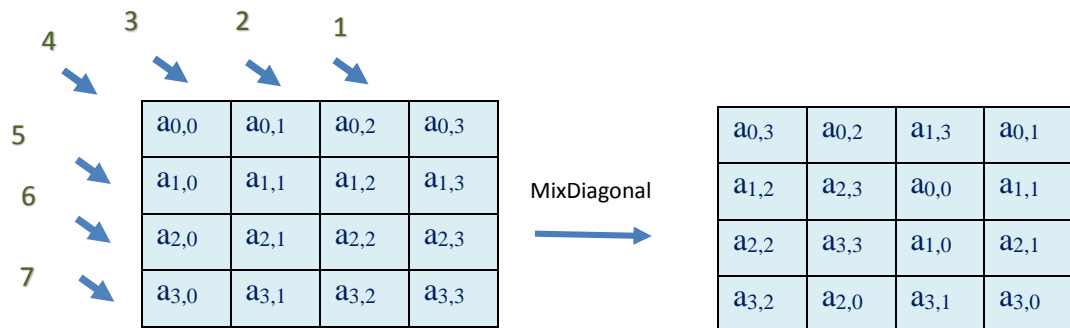 4 3 2 1
5
6
7
a0,0 a0,1 a0,2 a0,3
a1,0 a1,1 a1,2 a1,3
a2,0 a2,1 a2,2 a2,3
a3,0 a3,1 a3,2 a3,3
MixDiagonal
a0,3 a0,2 a1,3 a0,1
a1,2 a2,3 a0,0 a1,1
a2,2 a3,3 a1,0 a2,1
a3,2 a2,0 a3,1 a3,0